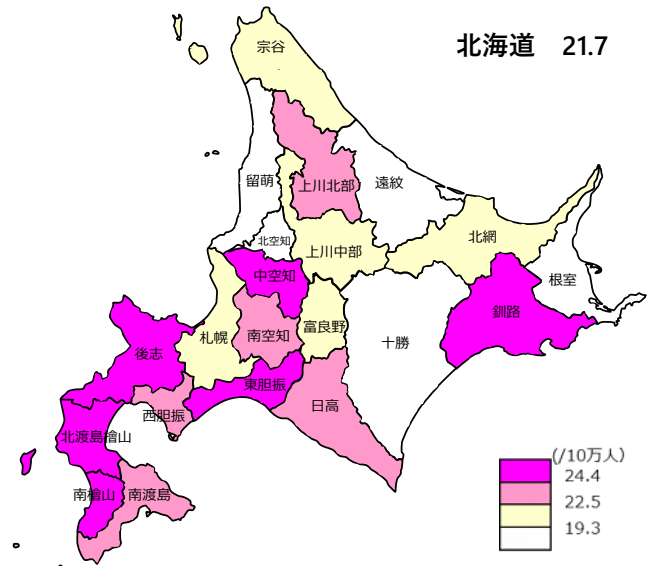 北海道　21.7
宗谷
留萌
上川北部
遠紋
北空知
上川中部
北網
中空知
根室
釧路
札幌
南空知
富良野
十勝
後志
東胆振
日高
西胆振
北渡島檜山
南檜山
南渡島
(/10万人)
24.4
22.5
19.3